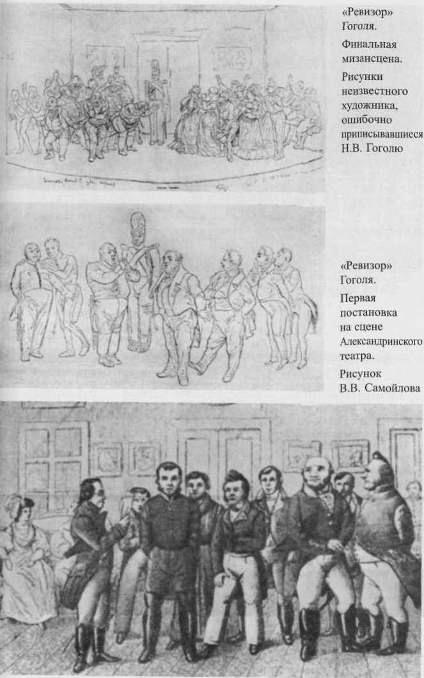 «Ревизор»
Гоголя.
Финальная
мизансцена.
Рисунки
неизвестного
художника,
ошибочно
приписывавшиеся
Н.В. Гоголю
«Ревизор»
Гоголя.
Первая
постановка
на сцене
Александринского
театра.
Рисунок
В.В. Самойлова